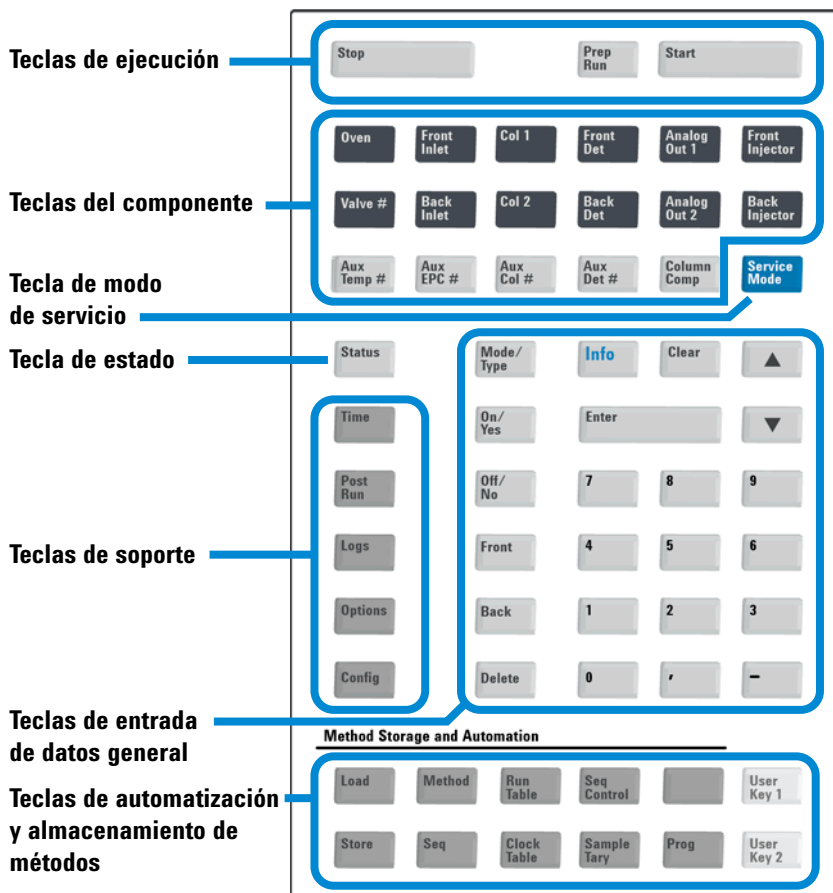 Teclas de ejecución
Stop
Prep
Run
Start
Teclas del componente
Oven
Front
Inlet
Col 1
Front
Det
Analog
Out 1
Front
Injector
Valve #
Back
Inlet
Col 2
Back
Det
Analog
Out 2
Back
Injector
Aux
Temp #
Aux
EPC #
Aux
Col #
Aux
Det #
Column
Comp
Service
Mode
Tecla de modo
de servicio
Tecla de estado
Status
Mode/
Type
Info
Clear
▲
Teclas de soporte
Time
Post
Run
Logs
Options
Config
On/
Yes
Enter
▼
Off/
No
7
8
9
Front
4
5
6
Back
1
2
3
Delete
0
,
–
Teclas de entrada
de datos general
Method Storage and Automation
Teclas de automatización
y almacenamiento de
métodos
Load
Method
Run
Table
Seq
Control
User
Key 1
Store
Seq
Clock
Table
Sample
Tary
Prog
User
Key 2